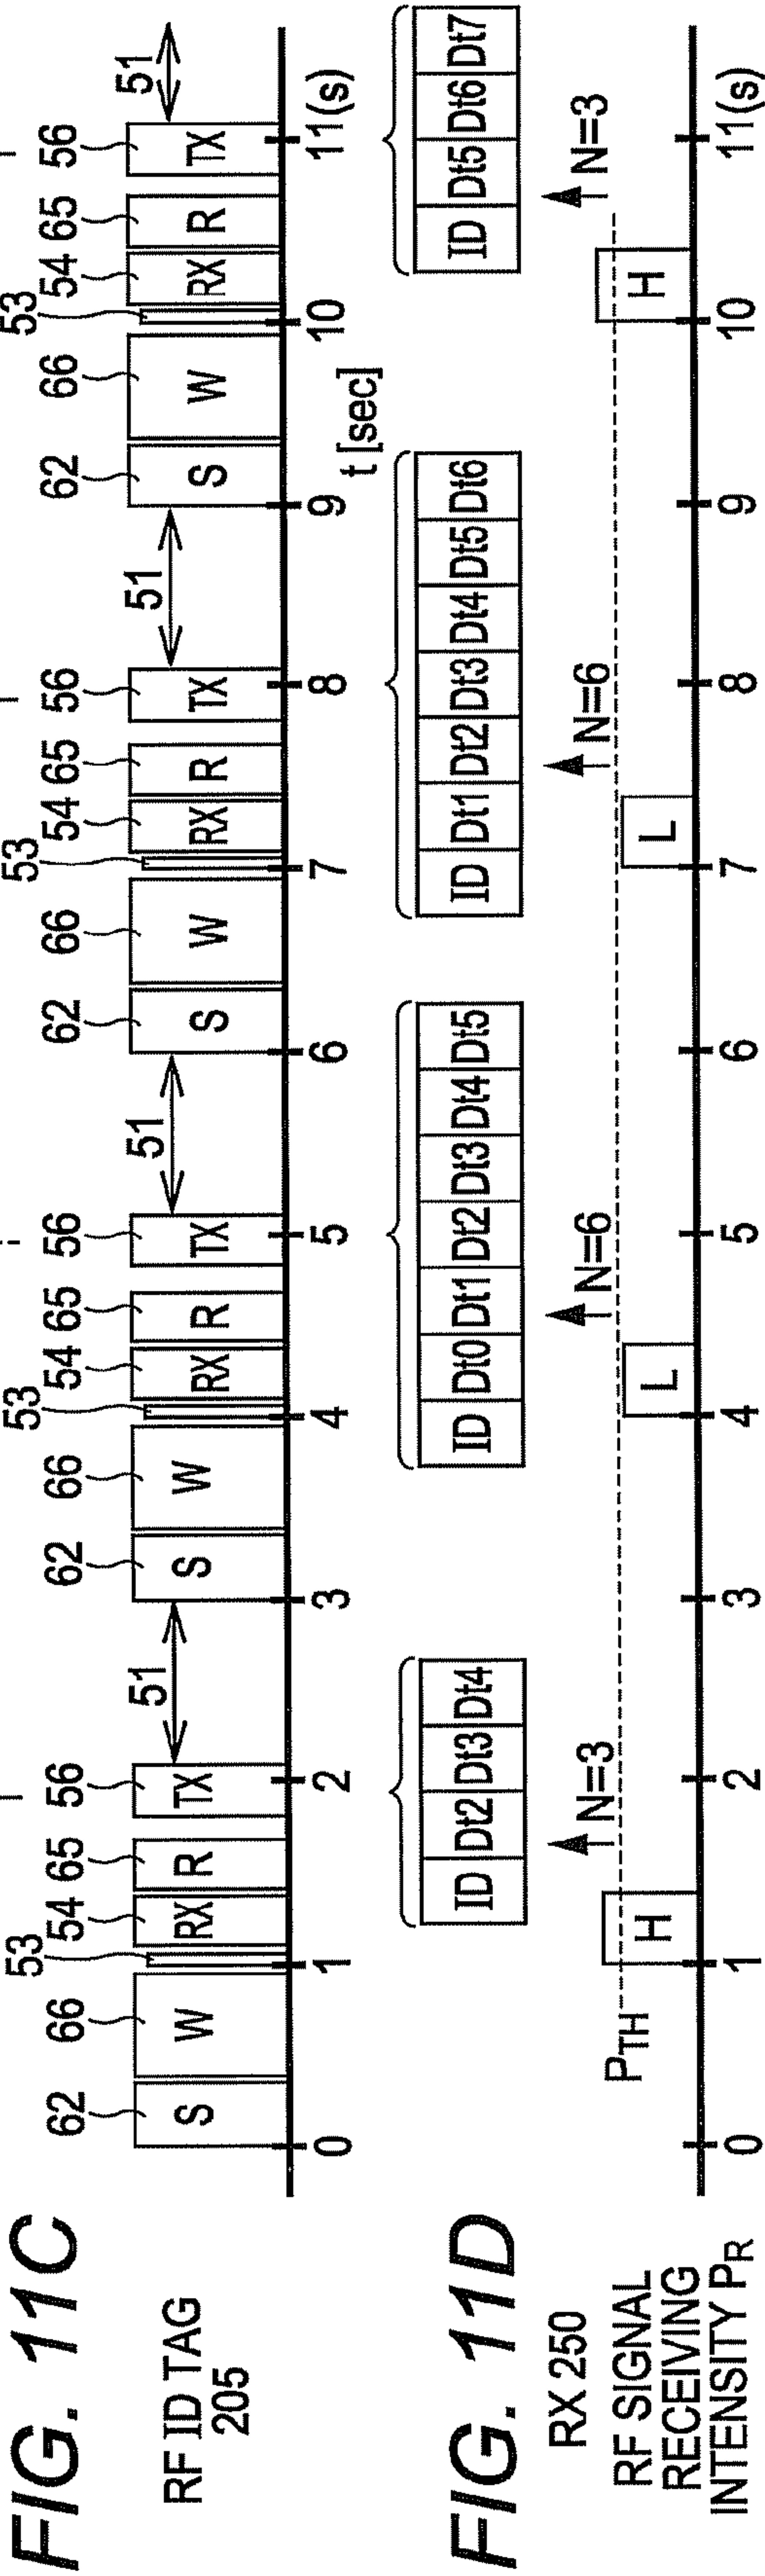 FIG. 11C
RF ID TAG
205
62 66 53 54 65 56 51 62 66 53 54 65 56 51 62 66 53 54 65 56 51 62 66 53 54 65 56 51
S W RX R TX S W RX R TX S W RX R TX S W RX R TX
0 1 2 3 4 5 6 7 8 9 10 11(s)
t [sec]
ID Dt2 Dt3 Dt4
ID Dt0 Dt1 Dt2 Dt3 Dt4 Dt5
ID Dt1 Dt2 Dt3 Dt4 Dt5 Dt6
ID Dt5 Dt6 Dt7
FIG. 11D
RX 250
RF SIGNAL
RECEIVING
INTENSITY PR
N=3 N=6 N=6 N=3
PTH
H L L H
0 1 2 3 4 5 6 7 8 9 10 11(s)